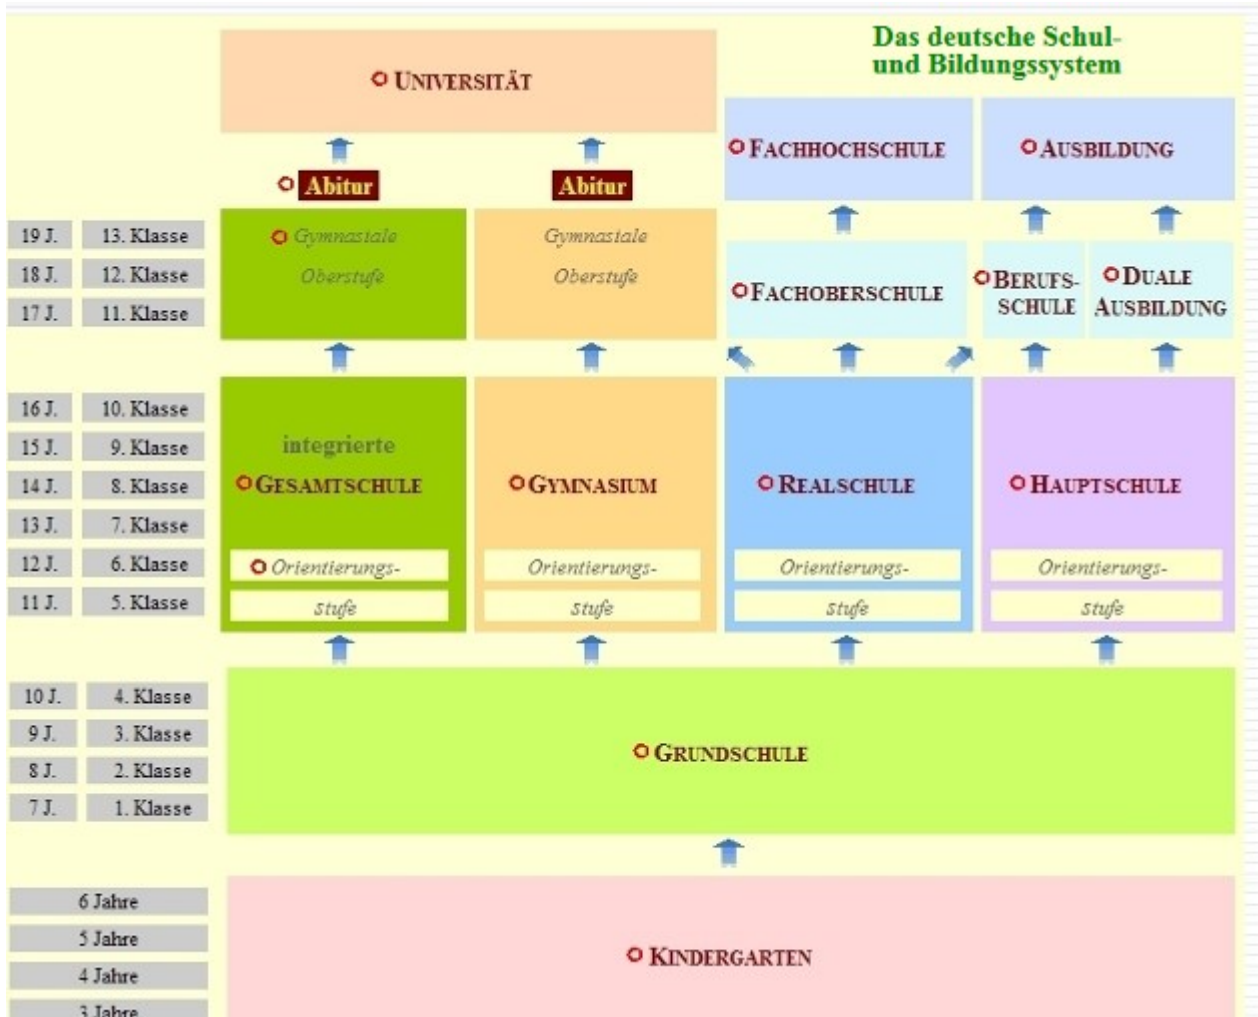 Das deutsche Schul-
und Bildungssystem
UNIVERSITÄT
FACHHOCHSCHULE
AUSBILDUNG
Abitur
Abitur
19 J.
13. Klasse
18 J.
12. Klasse
17 J.
11. Klasse
Gymnasiale
Oberstufe
Gymnasiale
Oberstufe
FACHOBERSCHULE
BERUFS-
SCHULE
DUALE
AUSBILDUNG
16 J.
10. Klasse
15 J.
9. Klasse
14 J.
8. Klasse
13 J.
7. Klasse
12 J.
6. Klasse
11 J.
5. Klasse
integrierte
GESAMTSCHULE
Orientierungs-
stufe
GYMNASIUM
Orientierungs-
stufe
REALSCHULE
Orientierungs-
stufe
HAUPTSCHULE
Orientierungs-
stufe
10 J.
4. Klasse
9 J.
3. Klasse
8 J.
2. Klasse
7 J.
1. Klasse
GRUNDSCHULE
6 Jahre
5 Jahre
4 Jahre
3 Jahre
KINDERGARTEN